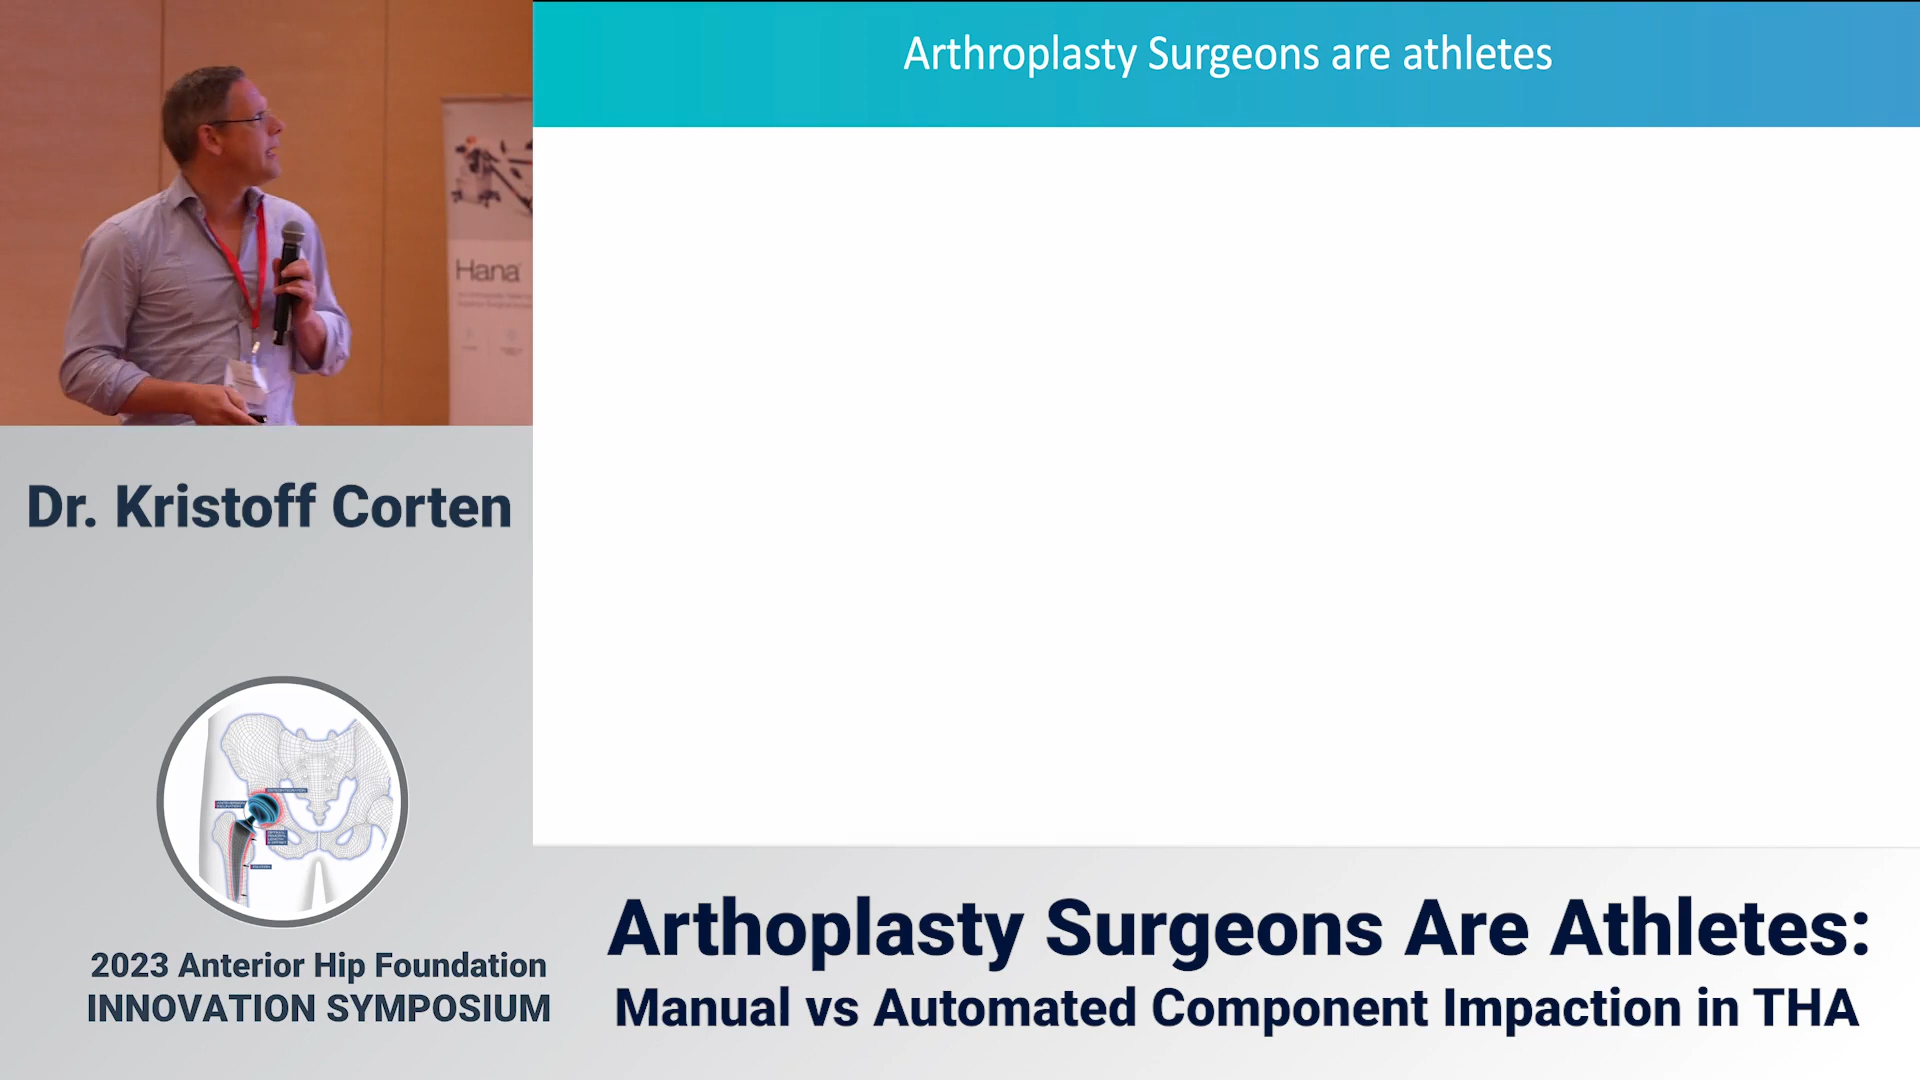 Arthroplasty Surgeons are athletes
Hana
Dr. Kristoff Corten
2023 Anterior Hip Foundation
INNOVATION SYMPOSIUM
Arthoplasty Surgeons Are Athletes:
Manual vs Automated Component Impaction in THA